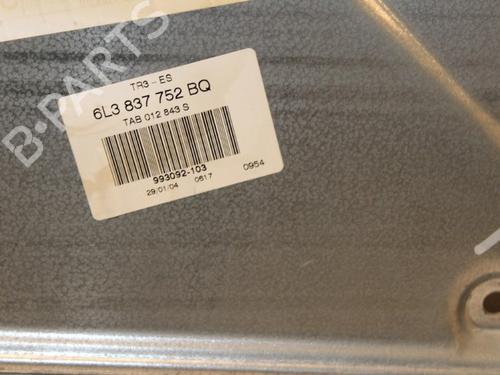 TR3-ES
6L3 837 752 BQ
TAB 012 843 S
993092-103
29/01/04 0617 0954
B-PARTS